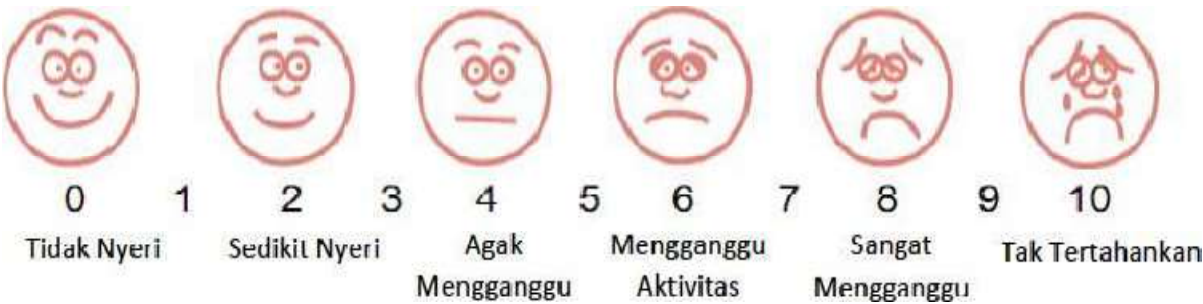 0 1 2 3 4 5 6 7 8 9 10
Tidak Nyeri Sedikit Nyeri Agak Mengganggu Sangat Tak Tertahankan
Mengganggu Aktivitas Mengganggu